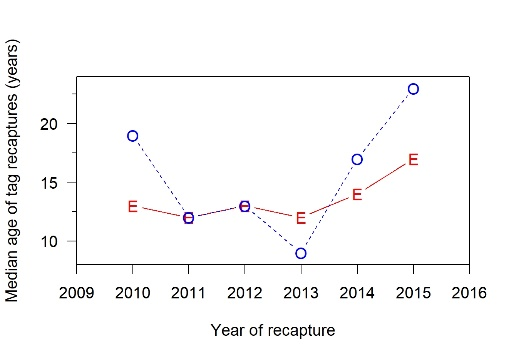 Median age of tag recaptures (years)
20
15
10
O
O
O
O
O
O
E
E
E
E
E
E
2009 2010 2011 2012 2013 2014 2015 2016
Year of recapture